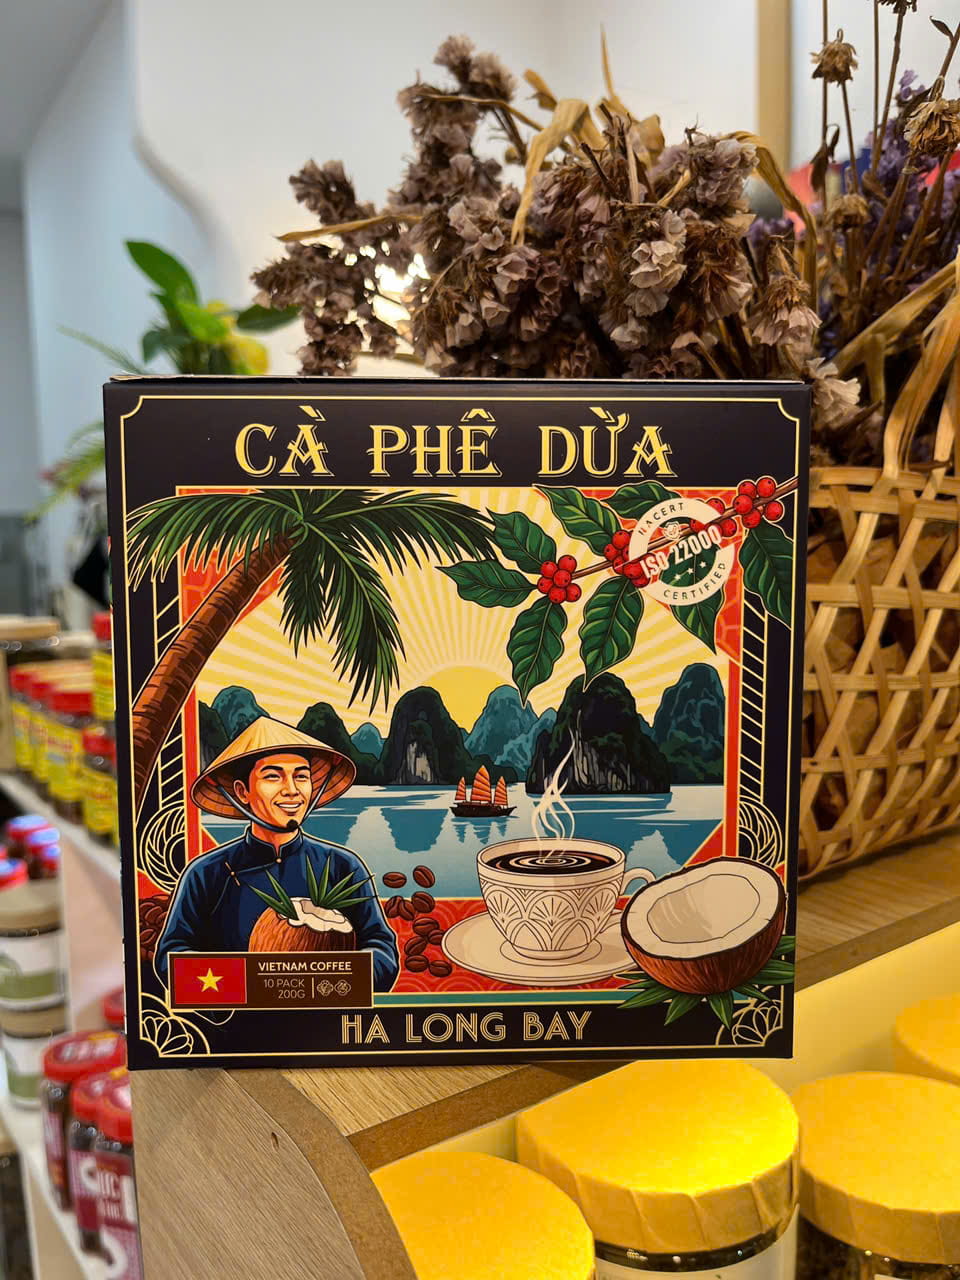 CÀ PHÊ DỪA
HACERT
ISO 22000
CERTIFIED
VIETNAM COFFEE
10 PACK
200G
HA LONG BAY